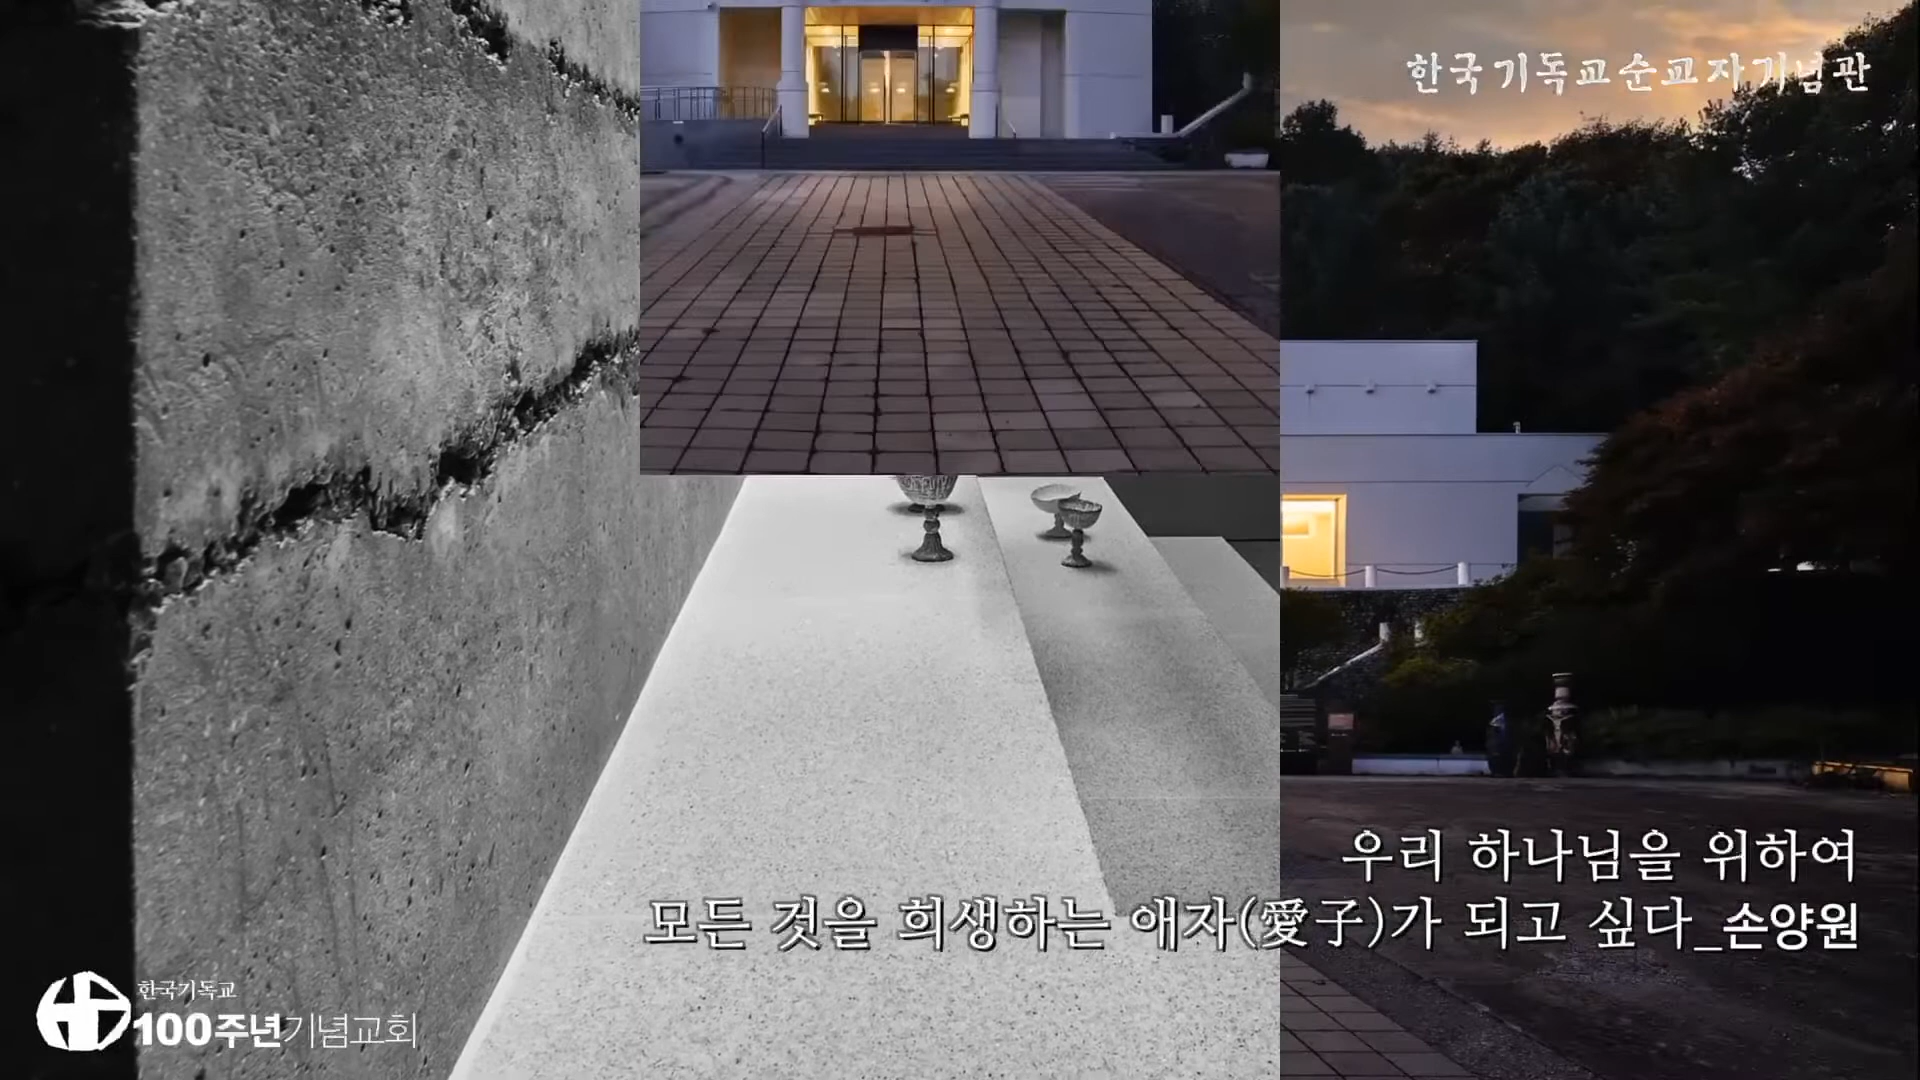 한국기독교순교자기념관
우리 하나님을 위하여
모든 것을 희생하는 애자(愛子)가 되고 싶다_손양원
한국기독교
100주년기념교회